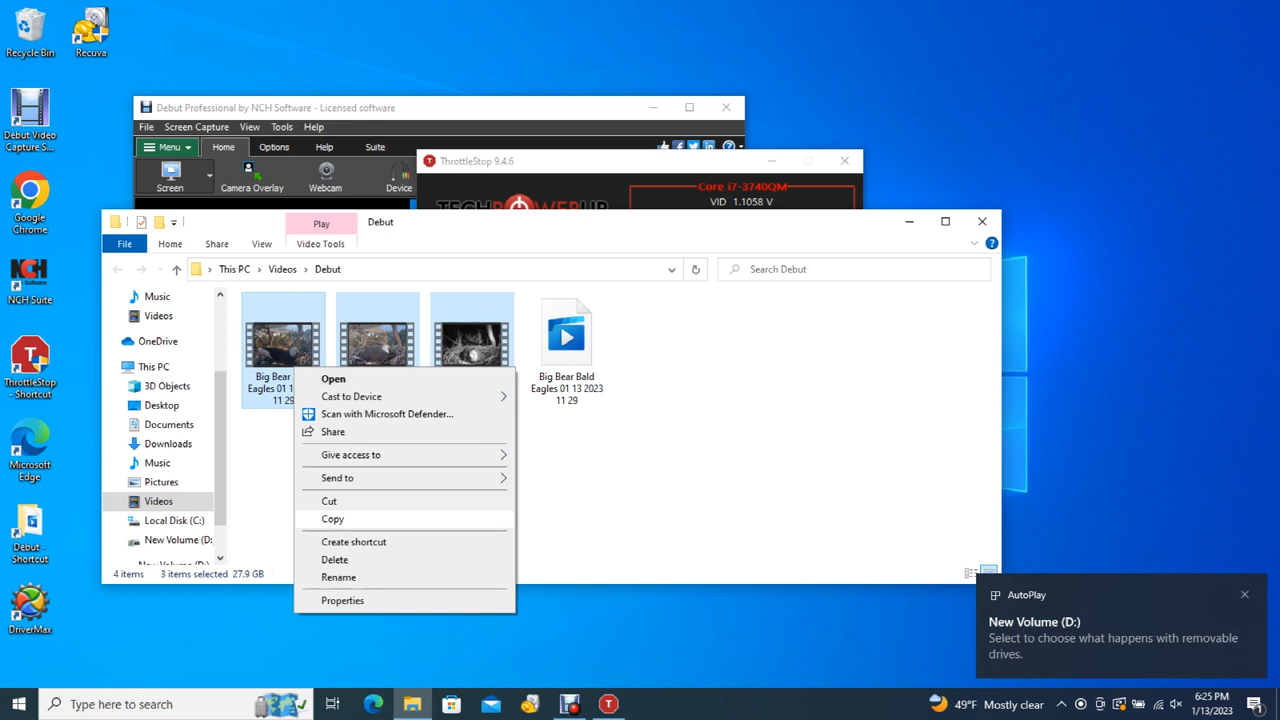 Recycle Bin
Recuva
Debut Video
Capture S...
Google
Chrome
NCH Suite
ThrottleStop
- Shortcut
Microsoft
Edge
Debut -
Shortcut
DriverMax
Debut Professional by NCH Software - Licensed software
File Screen Capture View Tools Help
Menu Home Options Help Suite
Screen Camera Overlay Webcam Device
ThrottleStop 9.4.6
TECHPOWERUP
Core i7-3740QM
VID 1.1058 V
Play Debut
File Home Share View Video Tools
This PC Videos Debut
Search Debut
Music
Videos
OneDrive
This PC
3D Objects
Desktop
Documents
Downloads
Music
Pictures
Videos
Local Disk (C:)
New Volume (D:
New Volume (D:)
Big Bear
Eagles 01 1
11 29
Big Bear Bald
Eagles 01 13 2023
11 29
Open
Cast to Device
Scan with Microsoft Defender...
Share
Give access to
Send to
Cut
Copy
Create shortcut
Delete
Rename
Properties
4 items 3 items selected 27.9 GB
AutoPlay
New Volume (D:)
Select to choose what happens with removable
drives.
Type here to search
49°F Mostly clear
6:25 PM
1/13/2023
1